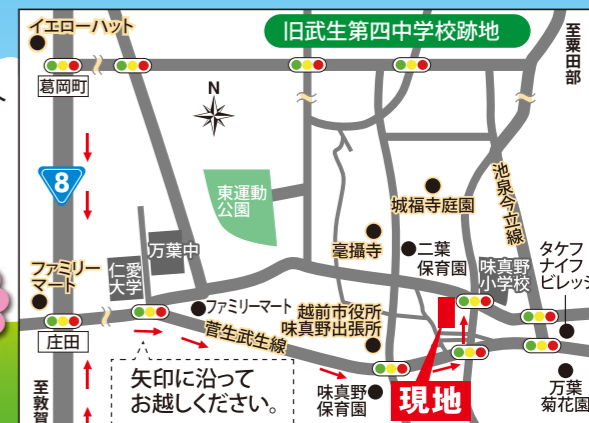 イエローハット
旧武生第四中学校跡地
至粟田部
葛岡町
N
8
東運動
公園
城福寺庭園
池泉今立線
万葉中
仁愛
大学
毫攝寺
二葉
保育園
味真野
小学校
タケフ
ナイフ
ビレッジ
ファミリー
マート
ファミリーマート
越前市役所
味真野出張所
菅生武生線
庄田
矢印に沿って
お越しください。
至敦賀
味真野
保育園
現地
万葉
菊花園